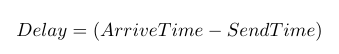 Delay = (ArriveTime − SendTime)